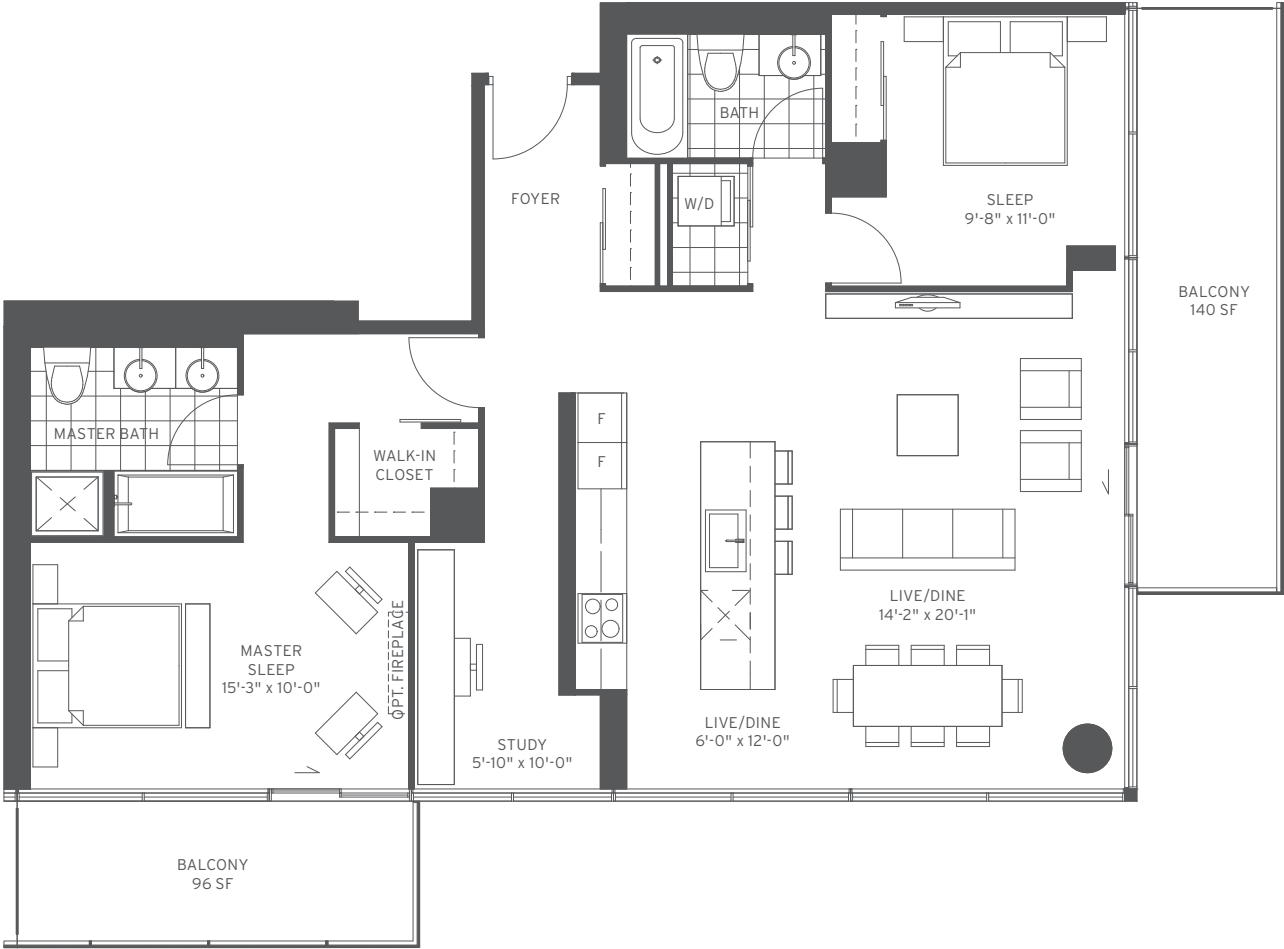 BATH
FOYER
W/D
SLEEP
9'-8" x 11'-0"
BALCONY
140 SF
MASTER BATH
WALK-IN
CLOSET
F
F
LIVE/DINE
14'-2" x 20'-1"
MASTER
SLEEP
15'-3" x 10'-0"
OPT. FIREPLACE
LIVE/DINE
6'-0" x 12'-0"
STUDY
5'-10" x 10'-0"
BALCONY
96 SF